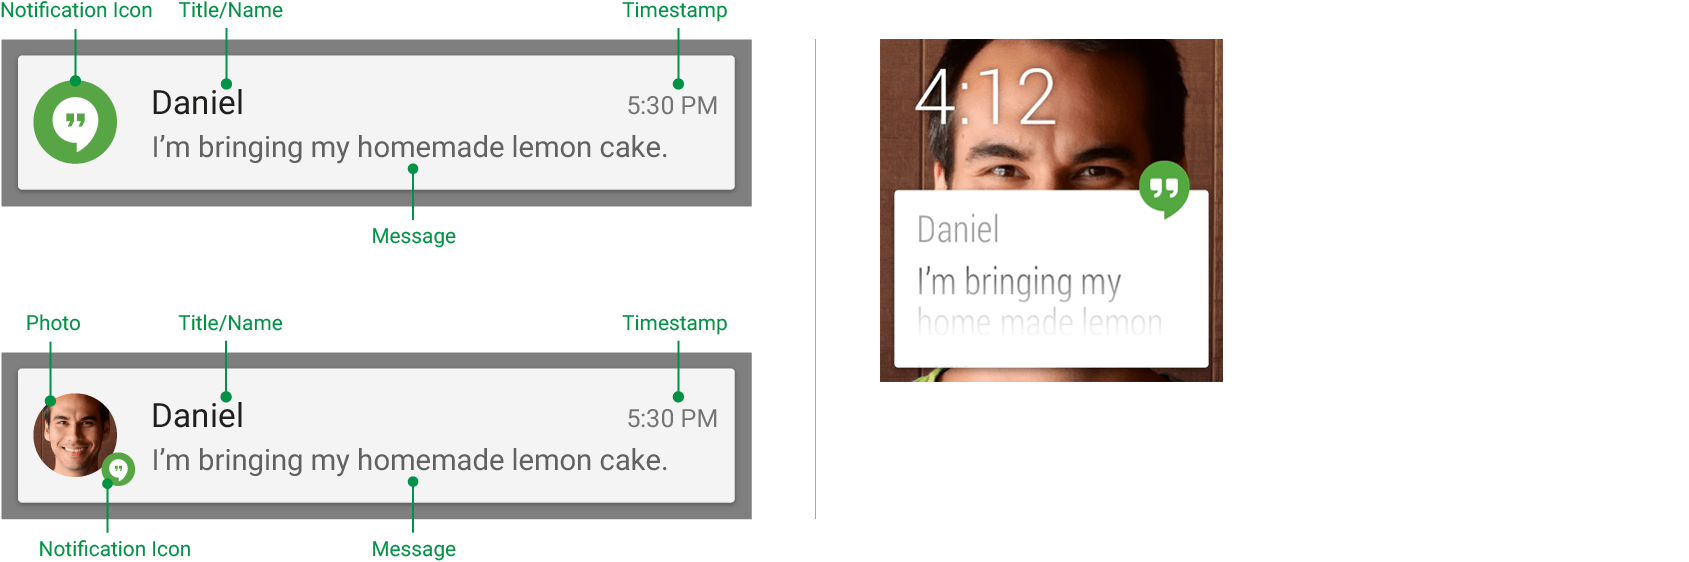 Notification Icon
Title/Name
Timestamp
Daniel
5:30 PM
I’m bringing my homemade lemon cake.
Message
Photo
Title/Name
Timestamp
Daniel
5:30 PM
I’m bringing my homemade lemon cake.
Notification Icon
Message
4:12
Daniel
I’m bringing my
home made lemon